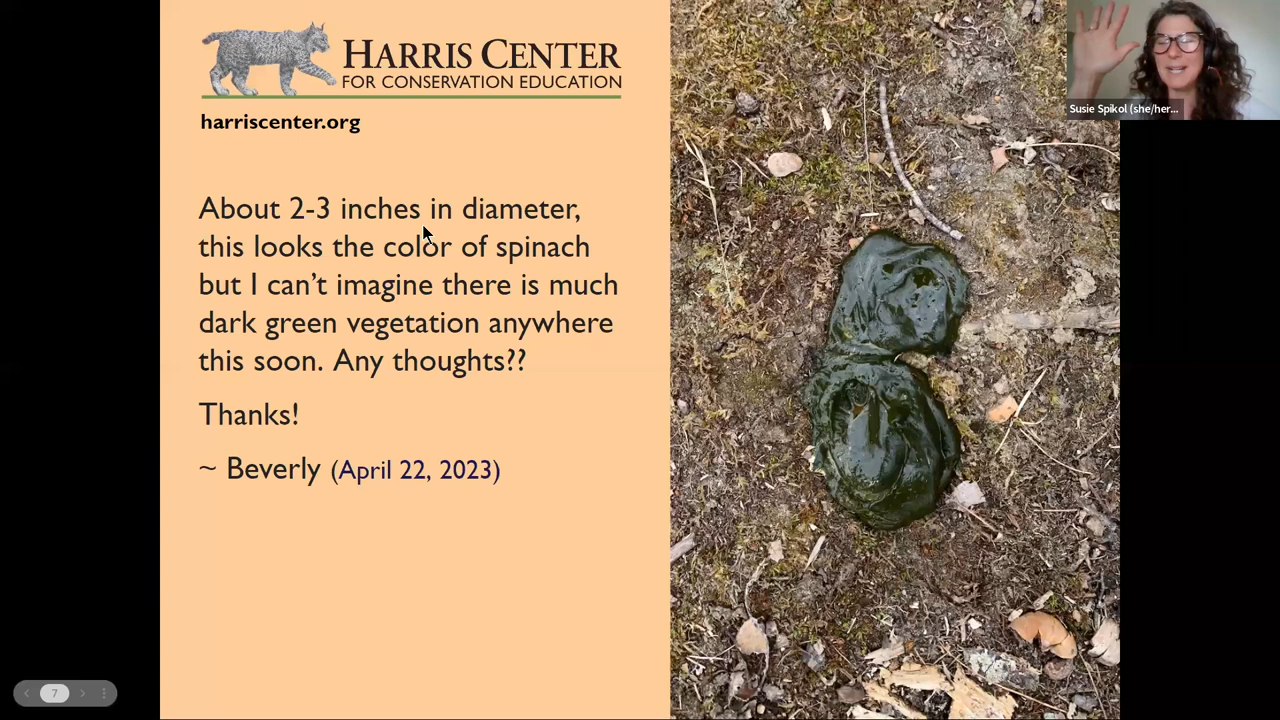 HARRIS CENTER
FOR CONSERVATION EDUCATION
harriscenter.org
Susie Spikol (she/her...
About 2-3 inches in diameter,
this looks the color of spinach
but I can't imagine there is much
dark green vegetation anywhere
this soon. Any thoughts??
Thanks!
~ Beverly (April 22, 2023)
7